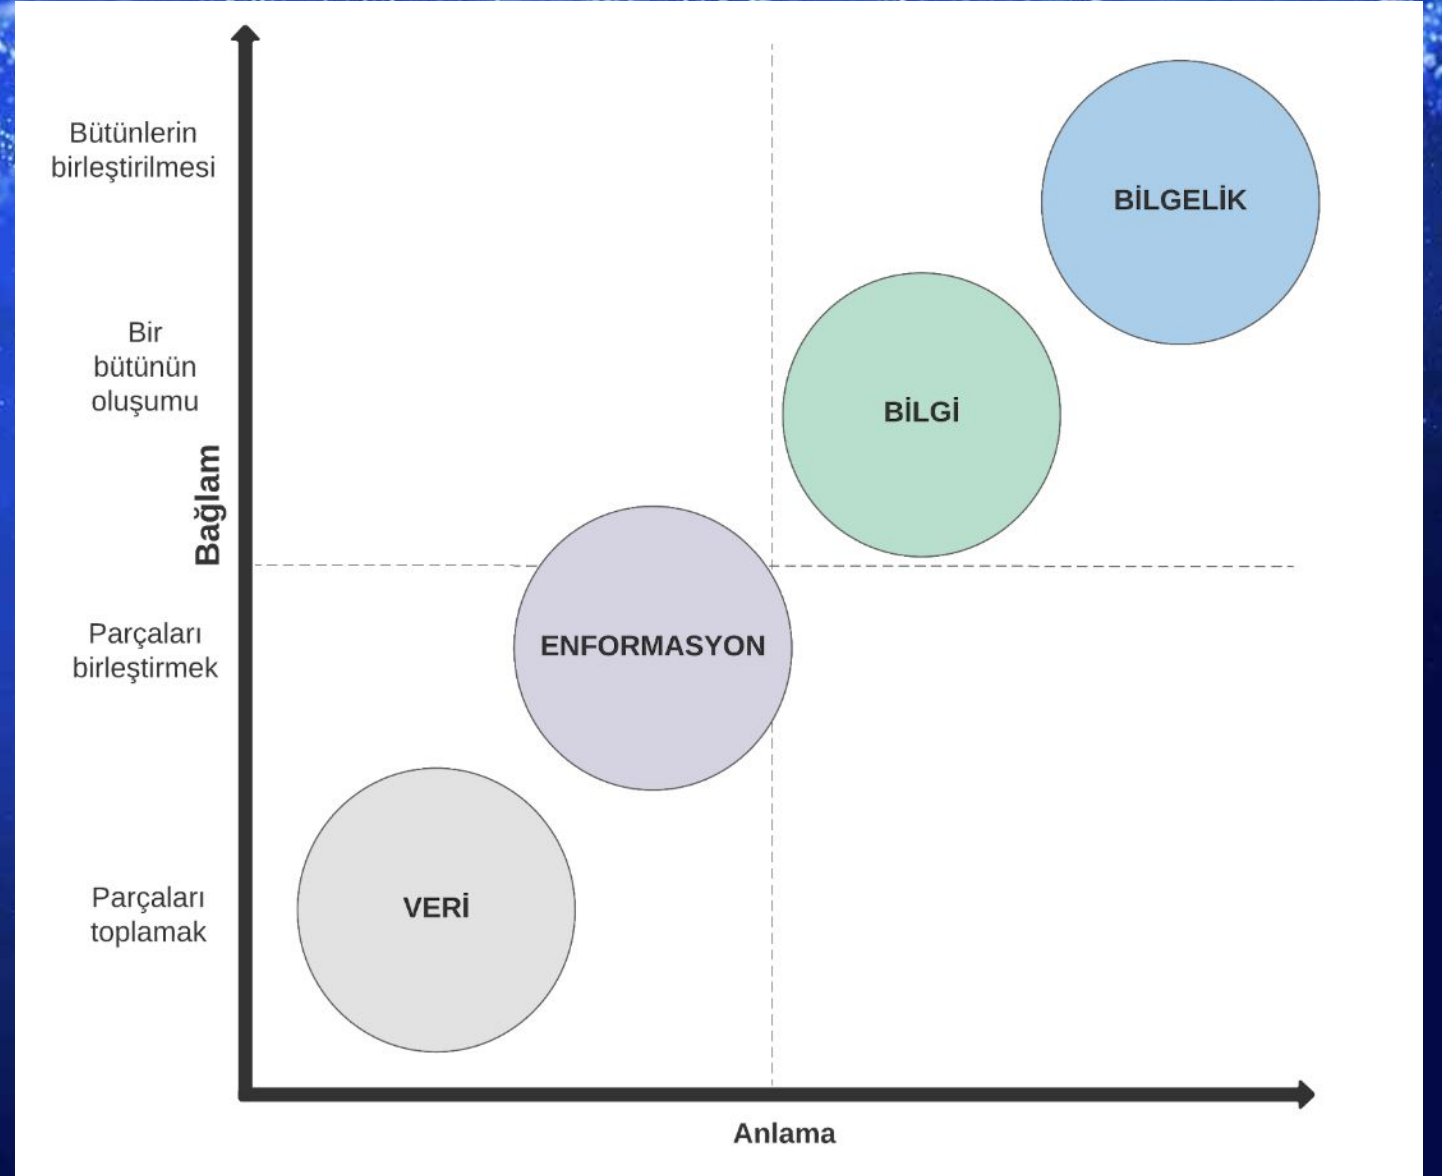 Bütünlerin
birleştirilmesi
BİLGELİK
Bir
bütünün
oluşumu
BİLGİ
Bağlam
Parçaları
birleştirmek
ENFORMASYON
Parçaları
toplamak
VERİ
Anlama